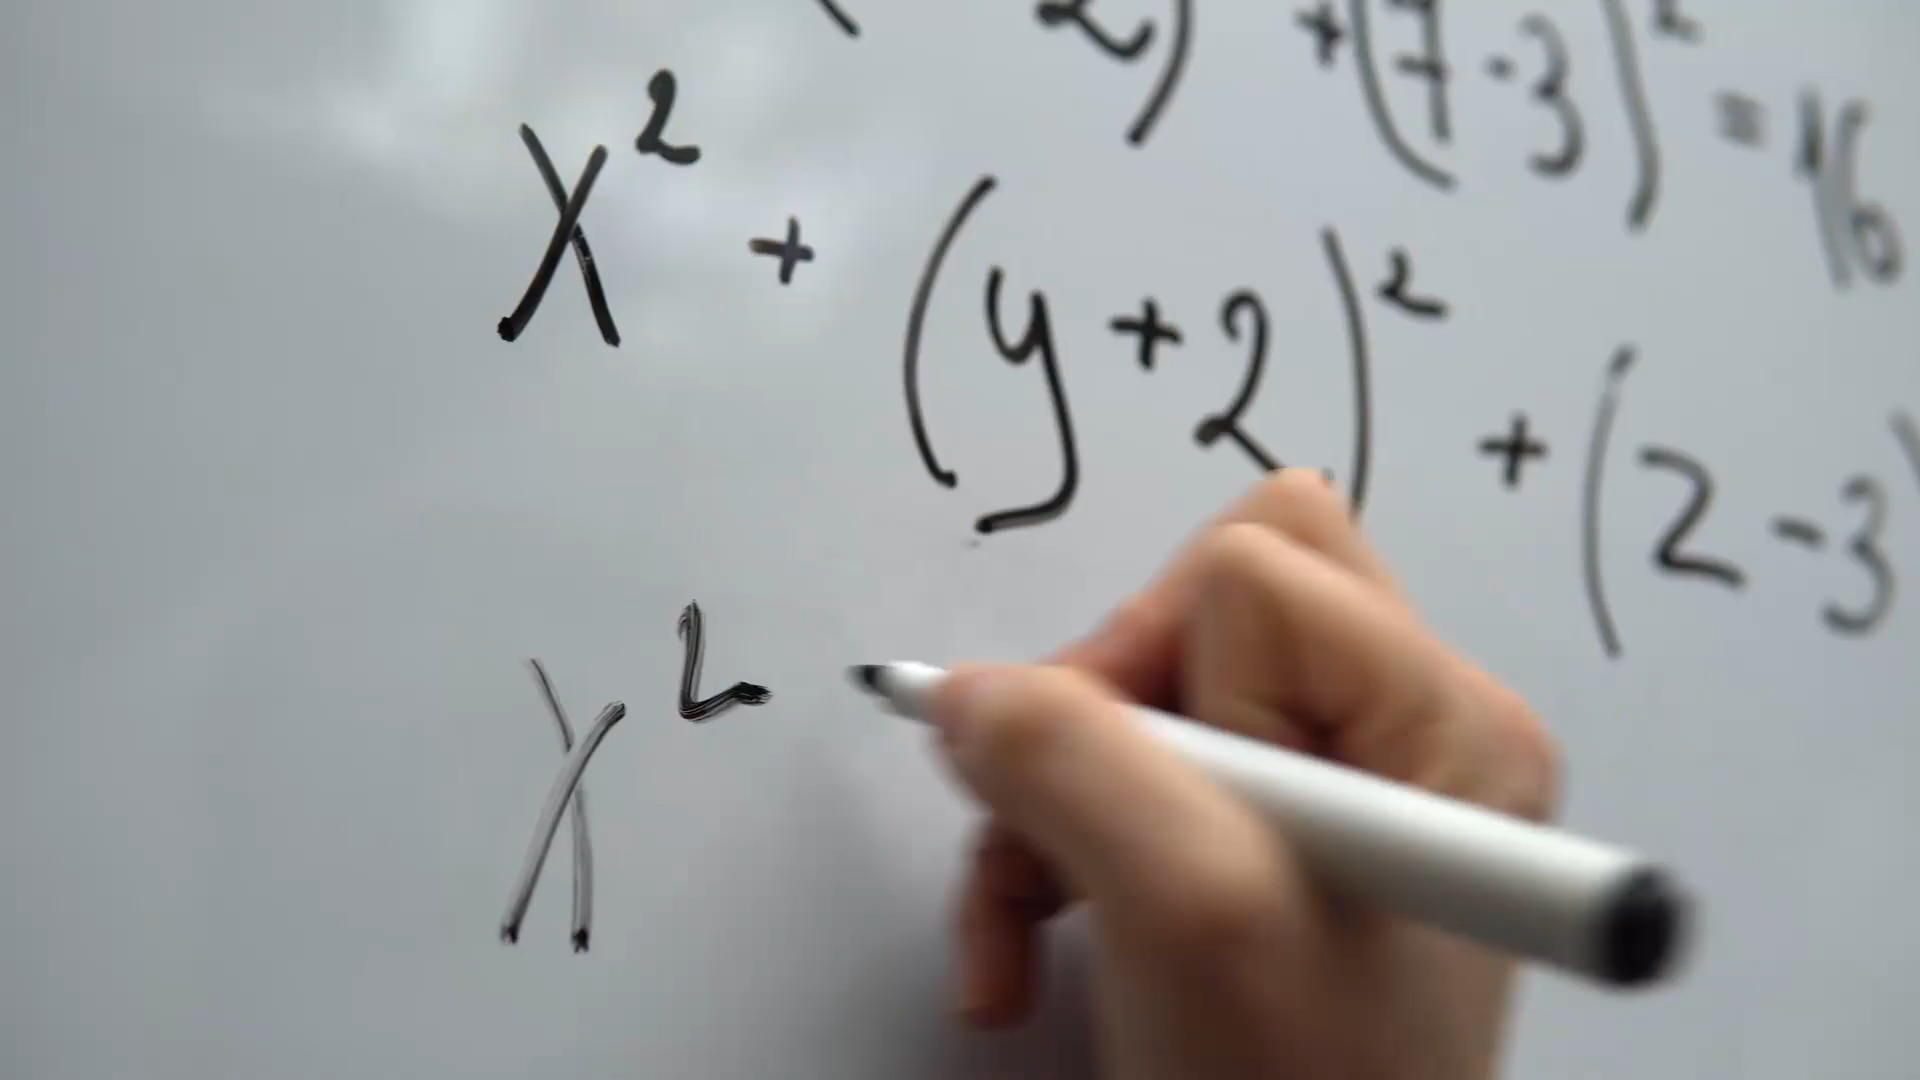 2) + (7-3)² = 16
x² + (y+2)² + (2-3)
x²